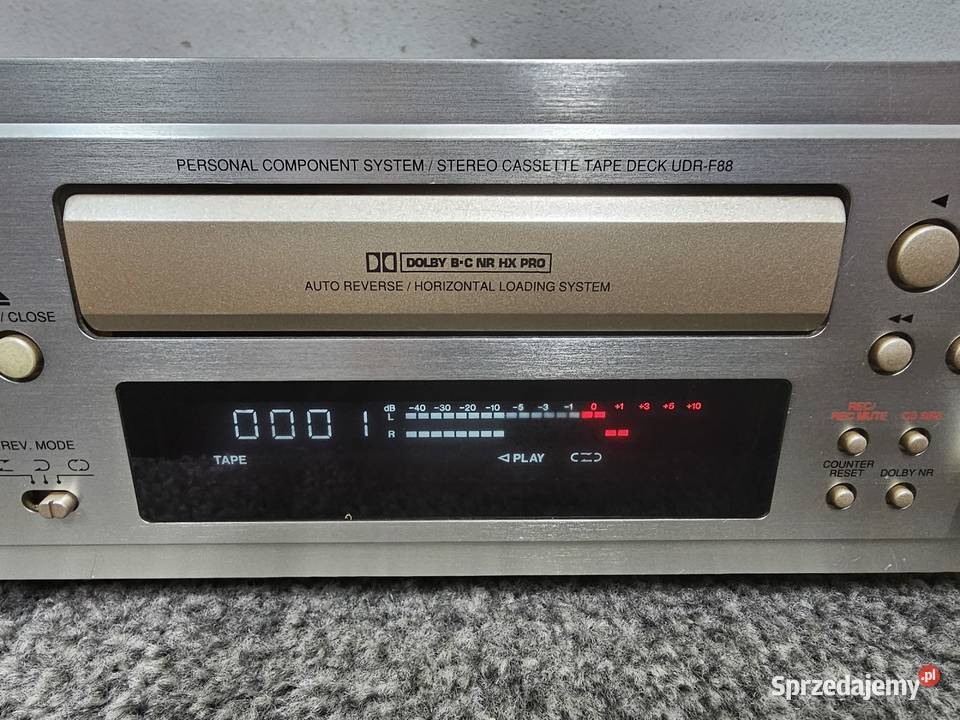 PERSONAL COMPONENT SYSTEM / STEREO CASSETTE TAPE DECK UDR-F88
DOLBY B·C NR HX PRO
AUTO REVERSE / HORIZONTAL LOADING SYSTEM
/ CLOSE
dB -40 -30 -20 -10 -5 -3 -1 0 +1 +3 +5 +10
L
R
0001
TAPE
PLAY
REV. MODE
REC/
REC MUTE
COUNTER
RESET
DOLBY NR
Sprzedajemy.pl